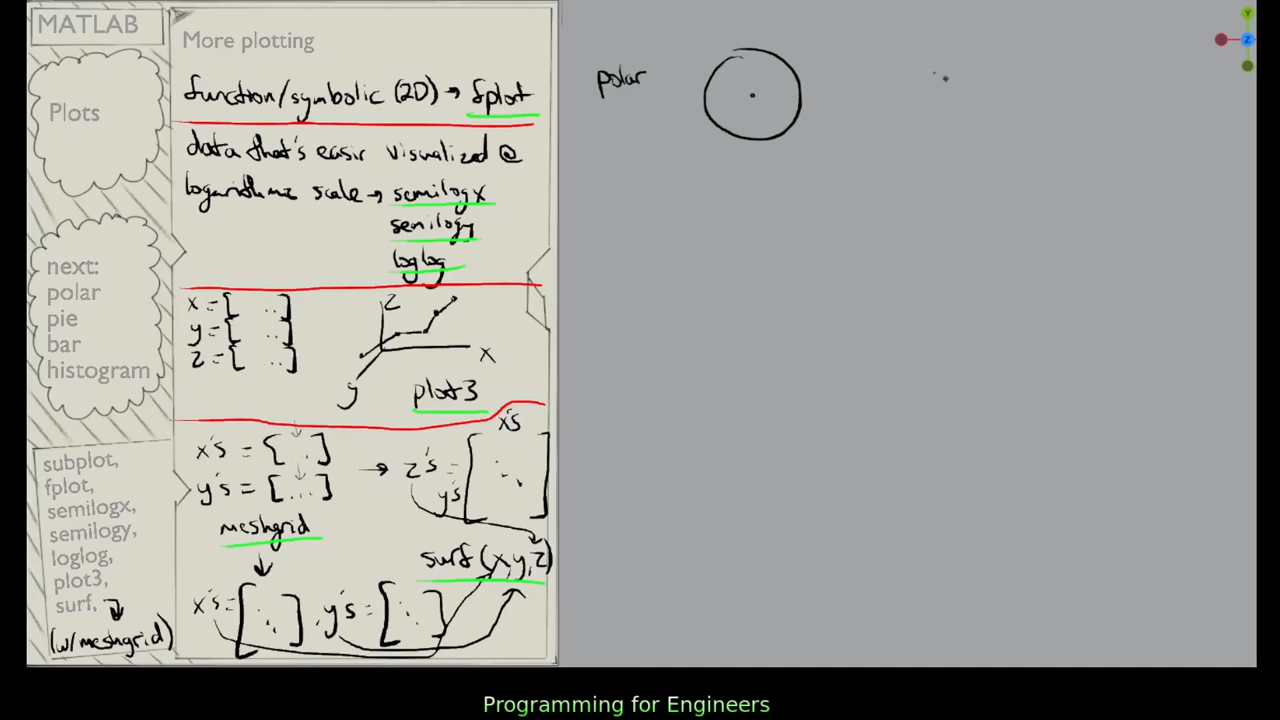 MATLAB
Plots
next:
polar
pie
bar
histogram
subplot,
fplot,
semilogx,
semilogy,
loglog,
plot3,
surf,
(w/meshgrid)
More plotting
function/symbolic (2D) → fplot
data that's easir visualized @
logarithmic scale → semilogx
semilogy
loglog
x = [ .. ]
y = [ .. ]
z = [ .. ]
z
x
y
plot3
x's = [ ... ]
y's = [ ... ]
→ z's =
x's
y's
meshgrid
surf(x,y,z)
x's = [ ⋱ ], y's = [ ⋱ ]
polar
Y
Z
Programming for Engineers